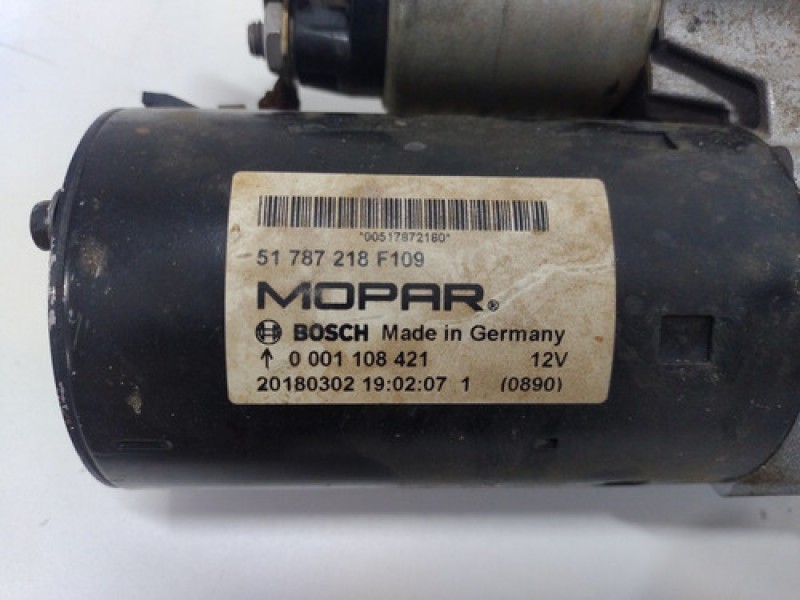 *00517872180*
51 787 218 F109
MOPAR®
BOSCH Made in Germany
↑ 0 001 108 421 12V
20180302 19:02:07 1 (0890)